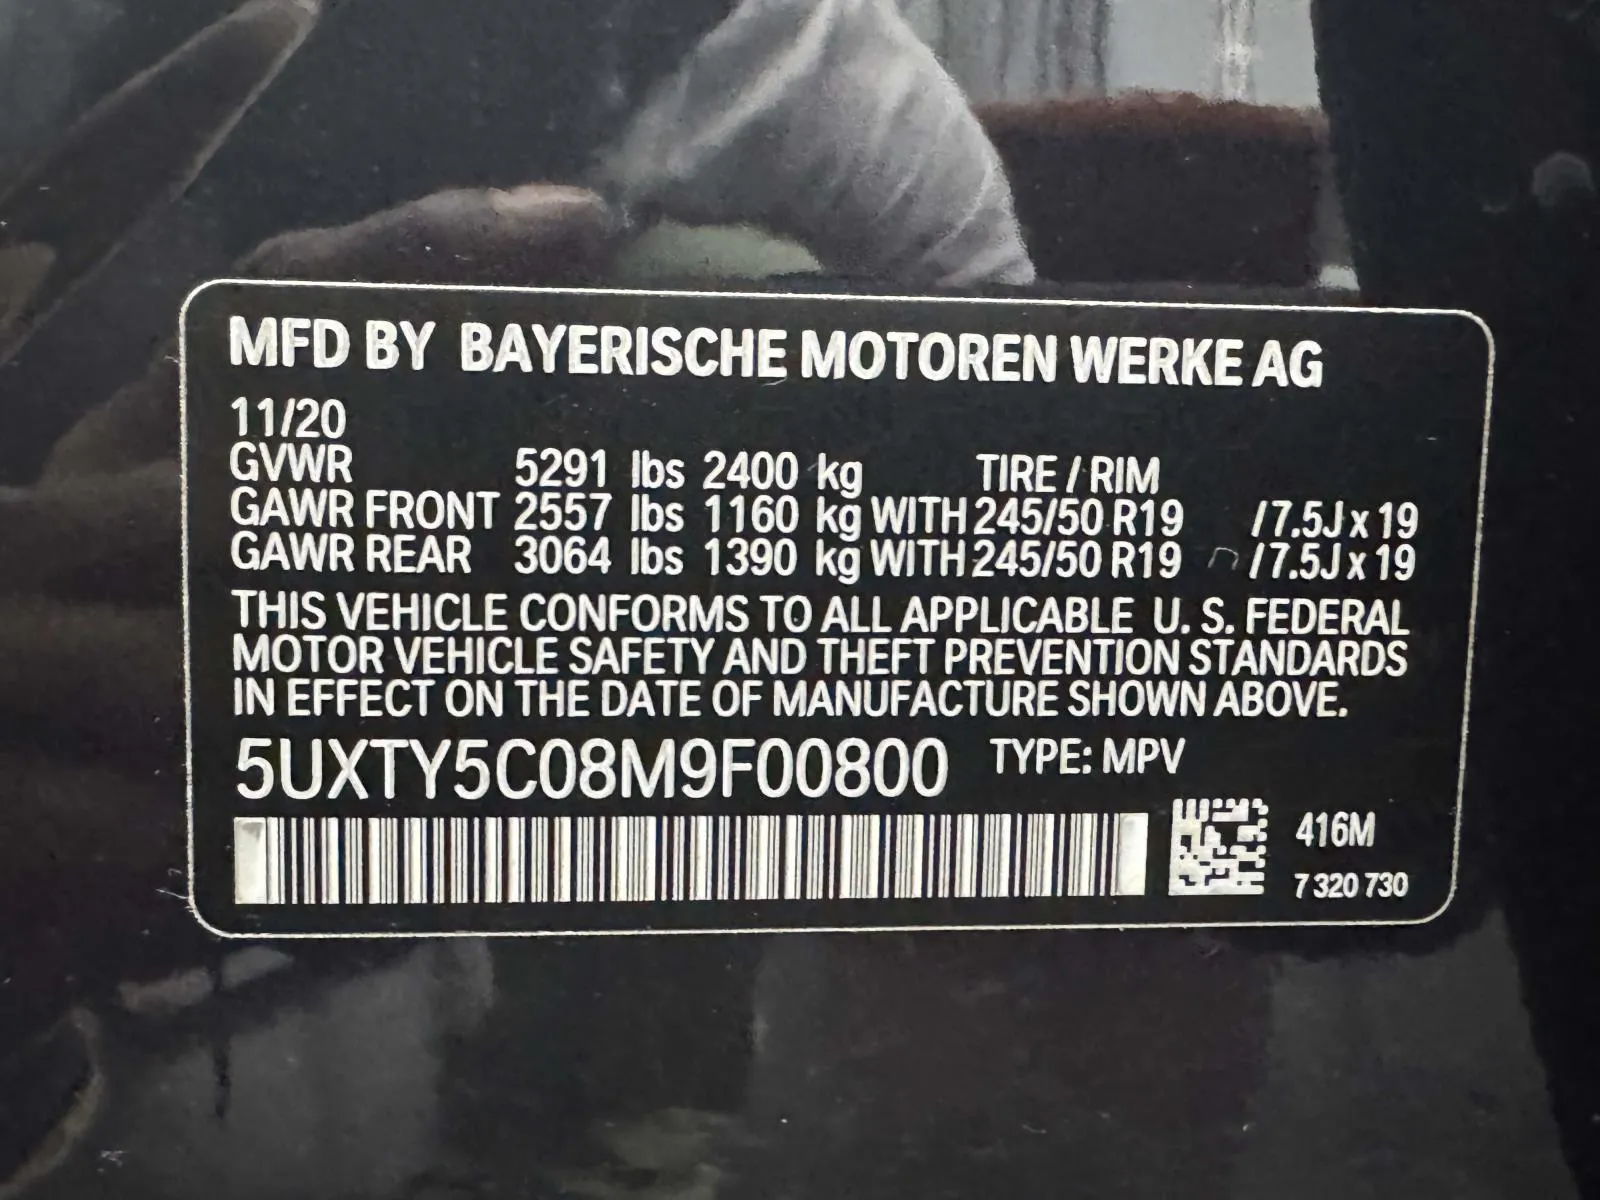 MFD BY BAYERISCHE MOTOREN WERKE AG
11/20
GVWR 5291 lbs 2400 kg TIRE / RIM
GAWR FRONT 2557 lbs 1160 kg WITH 245/50 R19 /7.5J x 19
GAWR REAR 3064 lbs 1390 kg WITH 245/50 R19 /7.5J x 19
THIS VEHICLE CONFORMS TO ALL APPLICABLE U. S. FEDERAL
MOTOR VEHICLE SAFETY AND THEFT PREVENTION STANDARDS
IN EFFECT ON THE DATE OF MANUFACTURE SHOWN ABOVE.
5UXTY5C08M9F00800 TYPE: MPV
416M
7 320 730